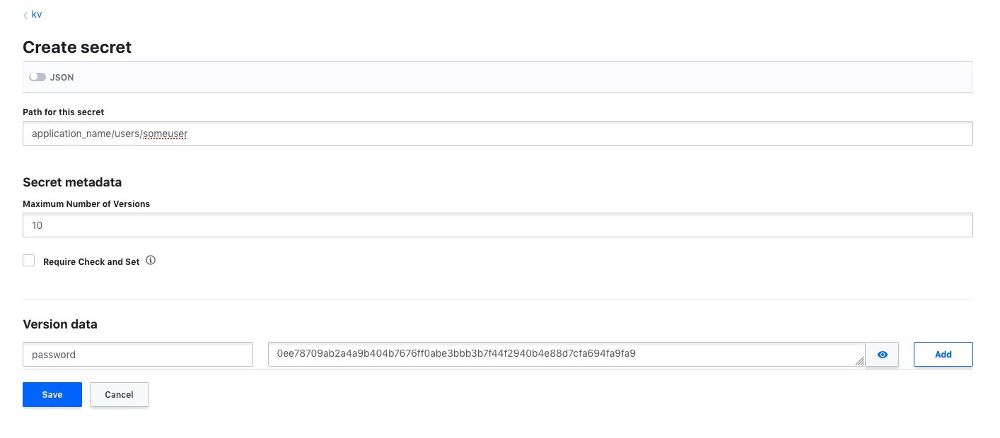 kv
Create secret
JSON
Path for this secret
application_name/users/someuser
Secret metadata
Maximum Number of Versions
10
Require Check and Set
Version data
password
0ee78709ab2a4a9b404b7676ff0abe3bbb3b7f44f2940b4e88d7cfa694fa9fa9
Add
Save
Cancel